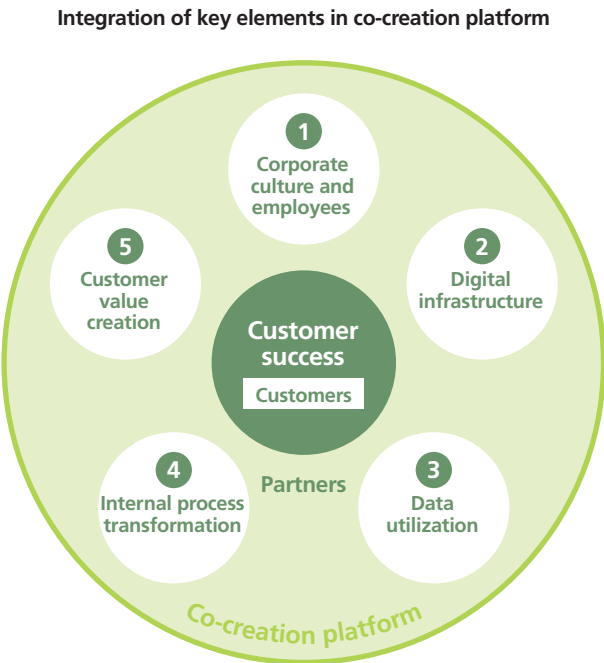 Integration of key elements in co-creation platform
1
Corporate
culture and
employees
2
Digital
infrastructure
3
Data
utilization
4
Internal process
transformation
5
Customer
value
creation
Customer
success
Customers
Partners
Co-creation platform